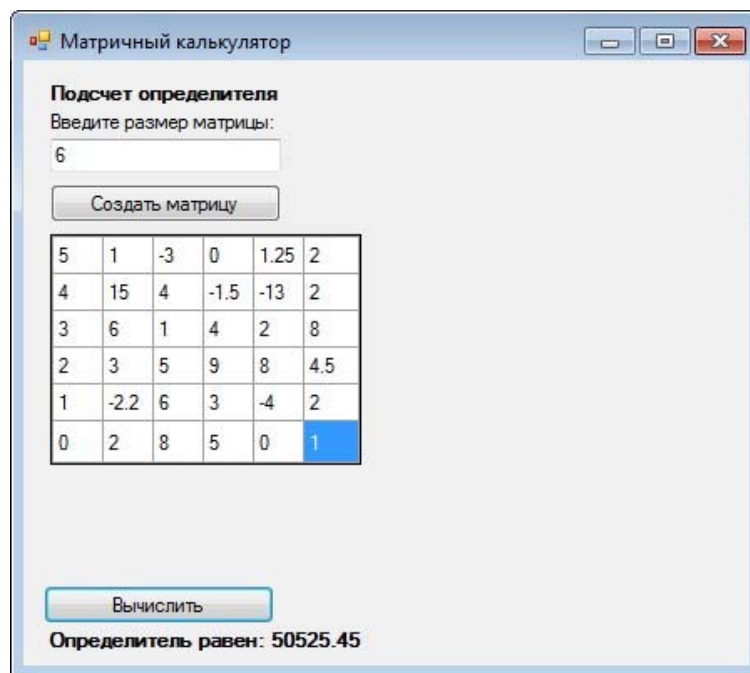 Матричный калькулятор
Подсчет определителя
Введите размер матрицы:
6
Создать матрицу
5 1 -3 0 1.25 2
4 15 4 -1.5 -13 2
3 6 1 4 2 8
2 3 5 9 8 4.5
1 -2.2 6 3 -4 2
0 2 8 5 0 1
Вычислить
Определитель равен: 50525.45